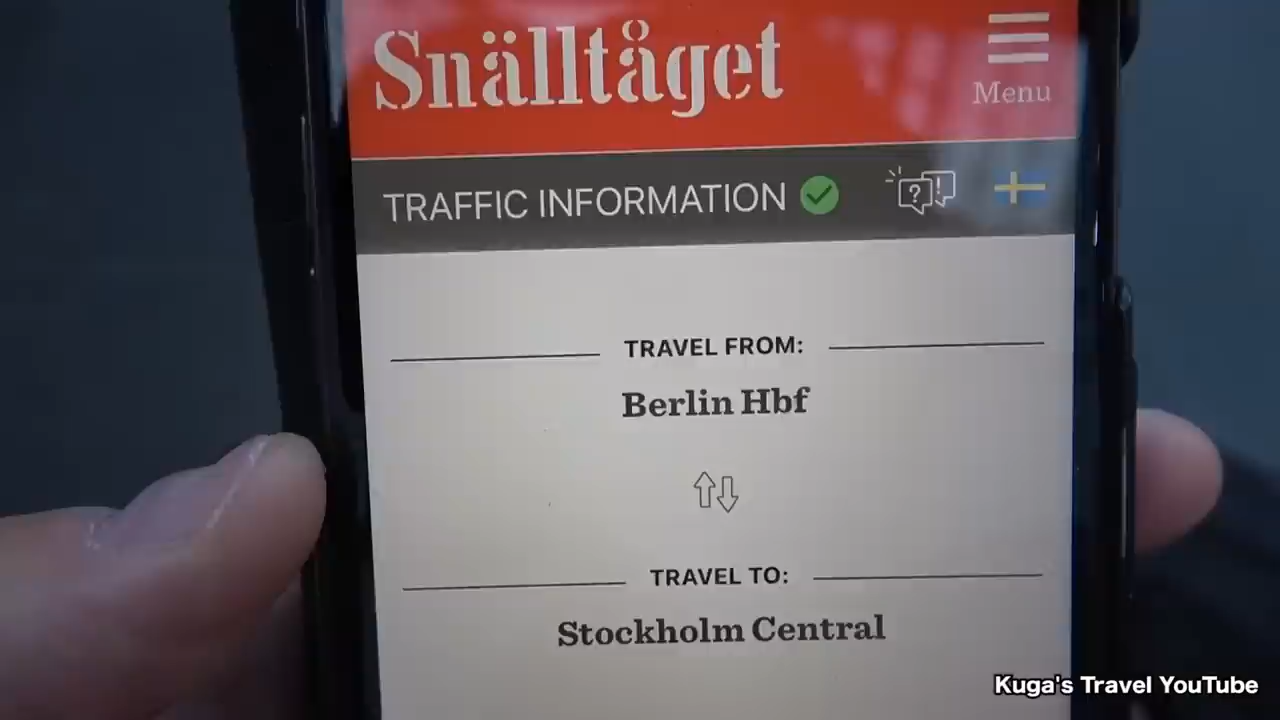 Snälltåget
Menu
TRAFFIC INFORMATION
TRAVEL FROM:
Berlin Hbf
TRAVEL TO:
Stockholm Central
Kuga's Travel YouTube